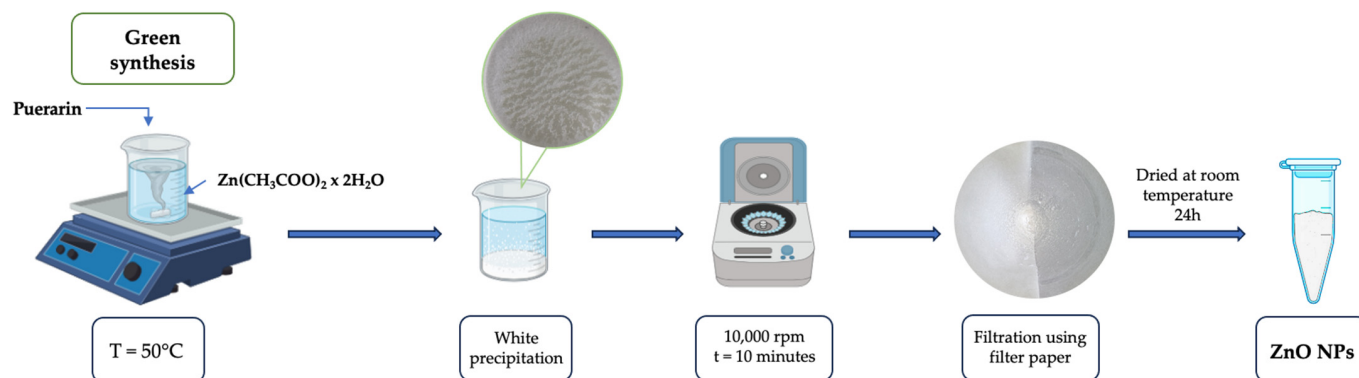 Green
synthesis
Puerarin
Zn(CH₃COO)₂ x 2H₂O
T = 50°C
White
precipitation
10,000 rpm
t = 10 minutes
Filtration using
filter paper
Dried at room
temperature
24h
ZnO NPs